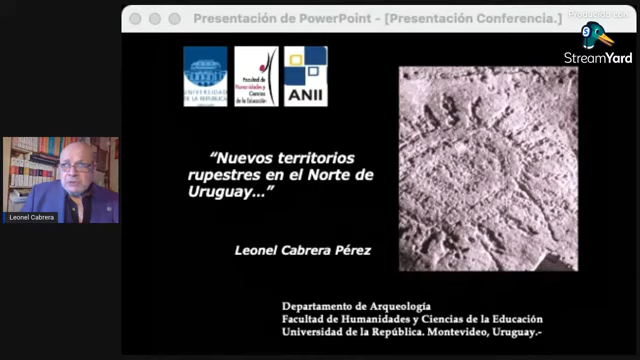 Presentación de PowerPoint - [Presentación Conferencia.]
Producido con
StreamYard
UNIVERSIDAD
DE LA REPÚBLICA
Facultad de
Humanidades y
Ciencias
de la Educación
ANII
“Nuevos territorios
rupestres en el Norte de
Uruguay...”
Leonel Cabrera Pérez
Leonel Cabrera
Departamento de Arqueología
Facultad de Humanidades y Ciencias de la Educación
Universidad de la República. Montevideo, Uruguay.-